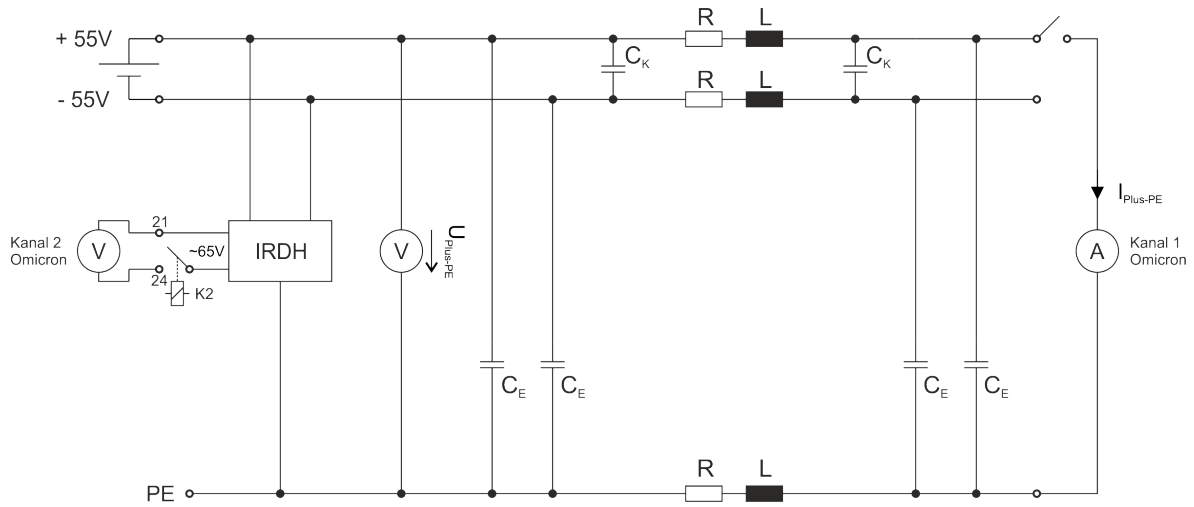 R L
+ 55V
C_K C_K
R L
- 55V
I_Plus-PE
21
Kanal 2
Omicron
V
~65V
IRDH
V
U_Plus-PE
A
Kanal 1
Omicron
24
K2
C_E C_E C_E C_E
R L
PE